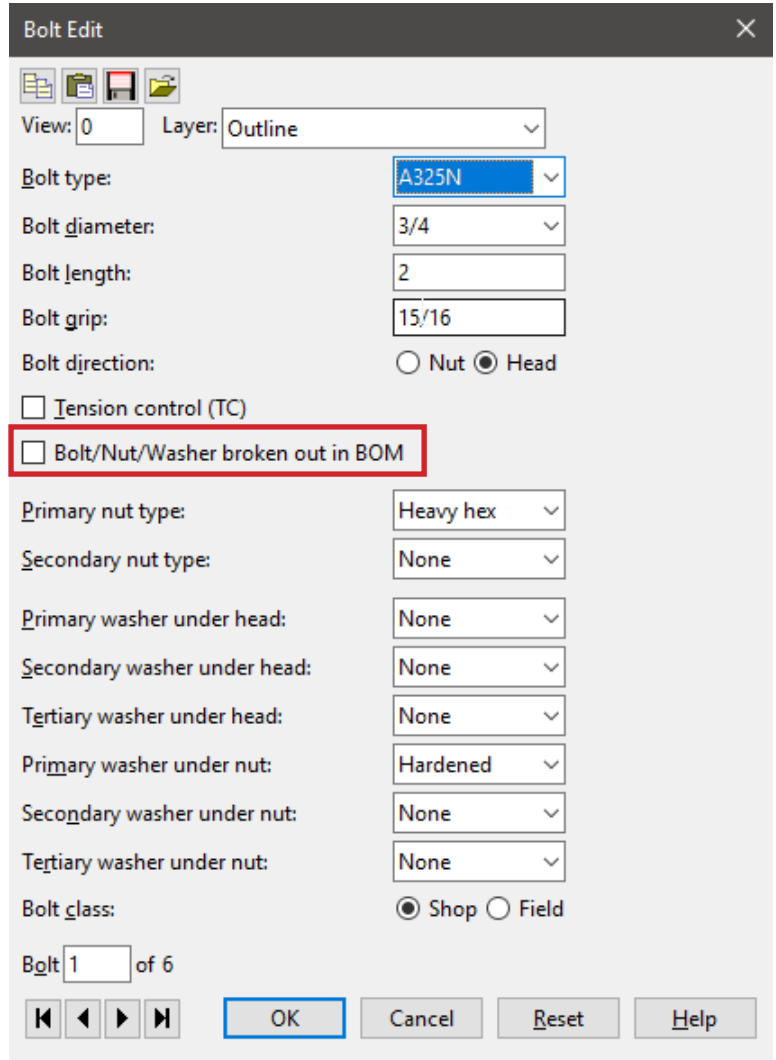 Bolt Edit
View: 0 Layer: Outline
Bolt type: A325N
Bolt diameter: 3/4
Bolt length: 2
Bolt grip: 15/16
Bolt direction: Nut Head
Tension control (TC)
Bolt/Nut/Washer broken out in BOM
Primary nut type: Heavy hex
Secondary nut type: None
Primary washer under head: None
Secondary washer under head: None
Tertiary washer under head: None
Primary washer under nut: Hardened
Secondary washer under nut: None
Tertiary washer under nut: None
Bolt class: Shop Field
Bolt 1 of 6
OK Cancel Reset Help